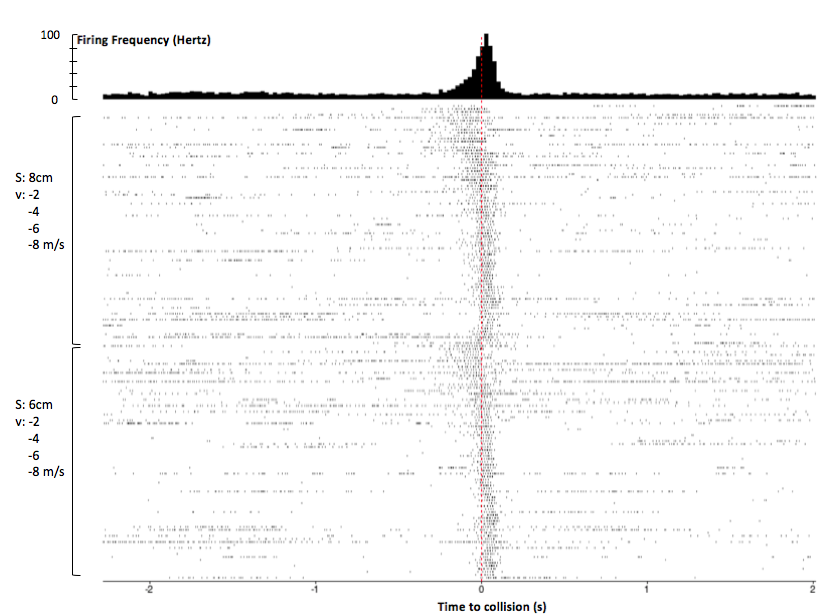 100
Firing Frequency (Hertz)
0
S: 8cm
v: -2
-4
-6
-8 m/s
S: 6cm
v: -2
-4
-6
-8 m/s
-2 -1 0 1 2
Time to collision (s)